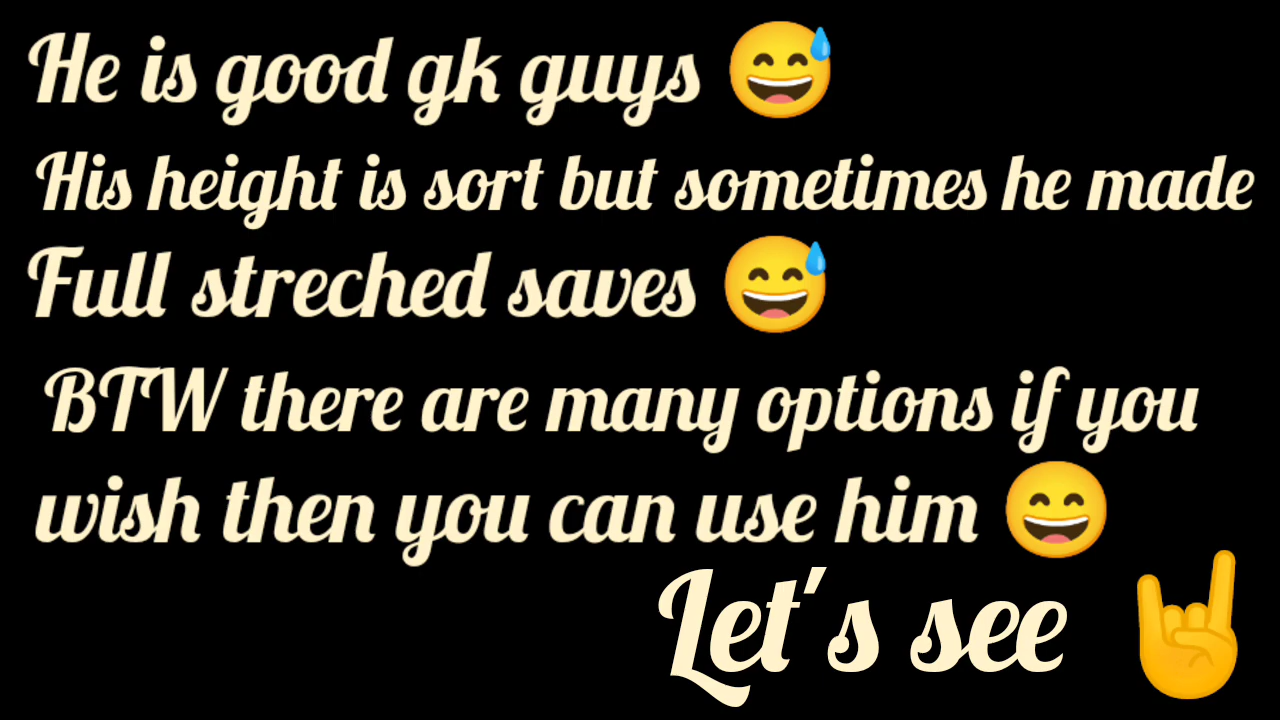 He is good gk guys 😅
His height is sort but sometimes he made
Full streched saves 😅
BTW there are many options if you
wish then you can use him 😄
Let's see 🤘